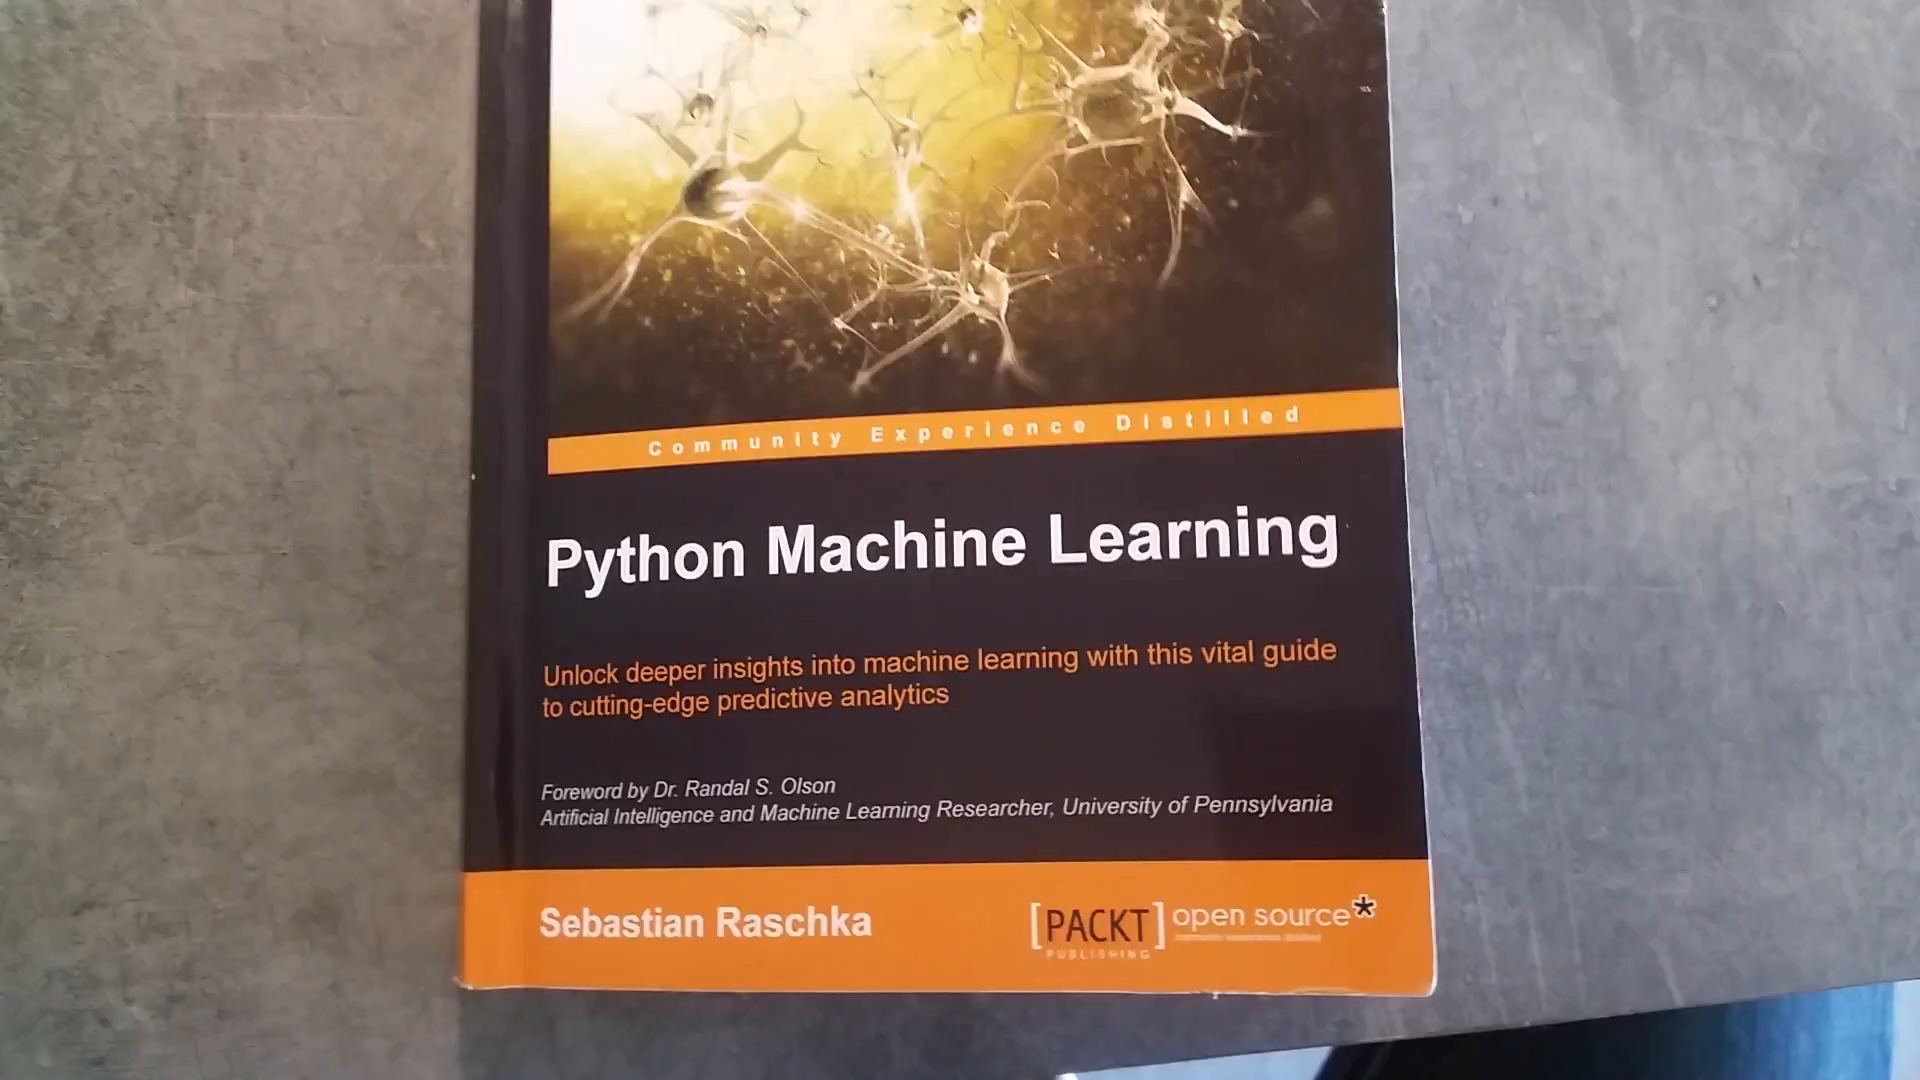 Community Experience Distilled
Python Machine Learning
Unlock deeper insights into machine learning with this vital guide
to cutting-edge predictive analytics
Foreword by Dr. Randal S. Olson
Artificial Intelligence and Machine Learning Researcher, University of Pennsylvania
Sebastian Raschka
[PACKT] open source*
PUBLISHING